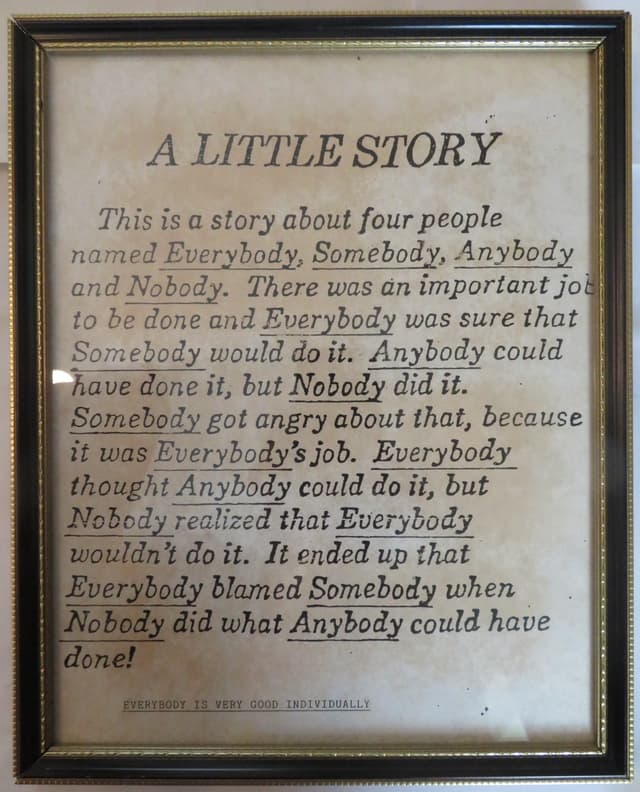 A LITTLE STORY
This is a story about four people
named Everybody, Somebody, Anybody
and Nobody. There was an important job
to be done and Everybody was sure that
Somebody would do it. Anybody could
have done it, but Nobody did it.
Somebody got angry about that, because
it was Everybody's job. Everybody
thought Anybody could do it, but
Nobody realized that Everybody
wouldn't do it. It ended up that
Everybody blamed Somebody when
Nobody did what Anybody could have
done!
EVERYBODY IS VERY GOOD INDIVIDUALLY